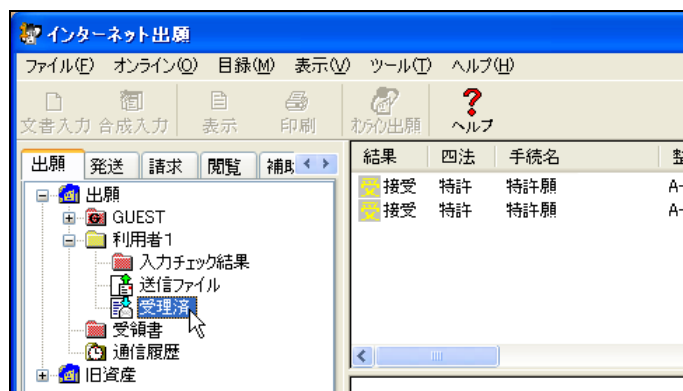 インターネット出願
ファイル(F) オンライン(O) 目録(M) 表示(V) ツール(T) ヘルプ(H)
文書入力 合成入力 表示 印刷 オンライン出願 ヘルプ
出願 発送 請求 閲覧 補助
結果 四法 手続名 整
出願
GUEST
利用者1
入力チェック結果
送信ファイル
受理済
受領書
通信履歴
旧資産
受 接受 特許 特許願 A-
受 接受 特許 特許願 A-